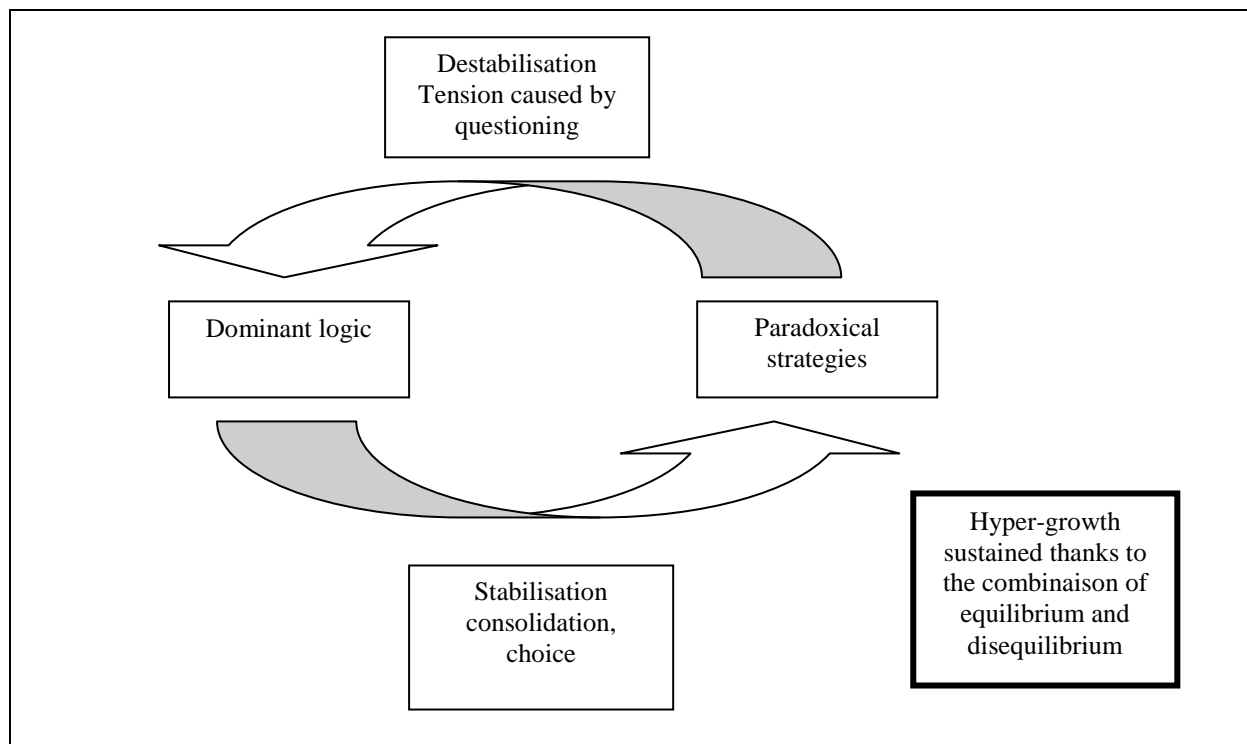 Destabilisation
Tension caused by
questioning
Dominant logic
Paradoxical
strategies
Stabilisation
consolidation,
choice
Hyper-growth
sustained thanks to
the combinaison of
equilibrium and
disequilibrium